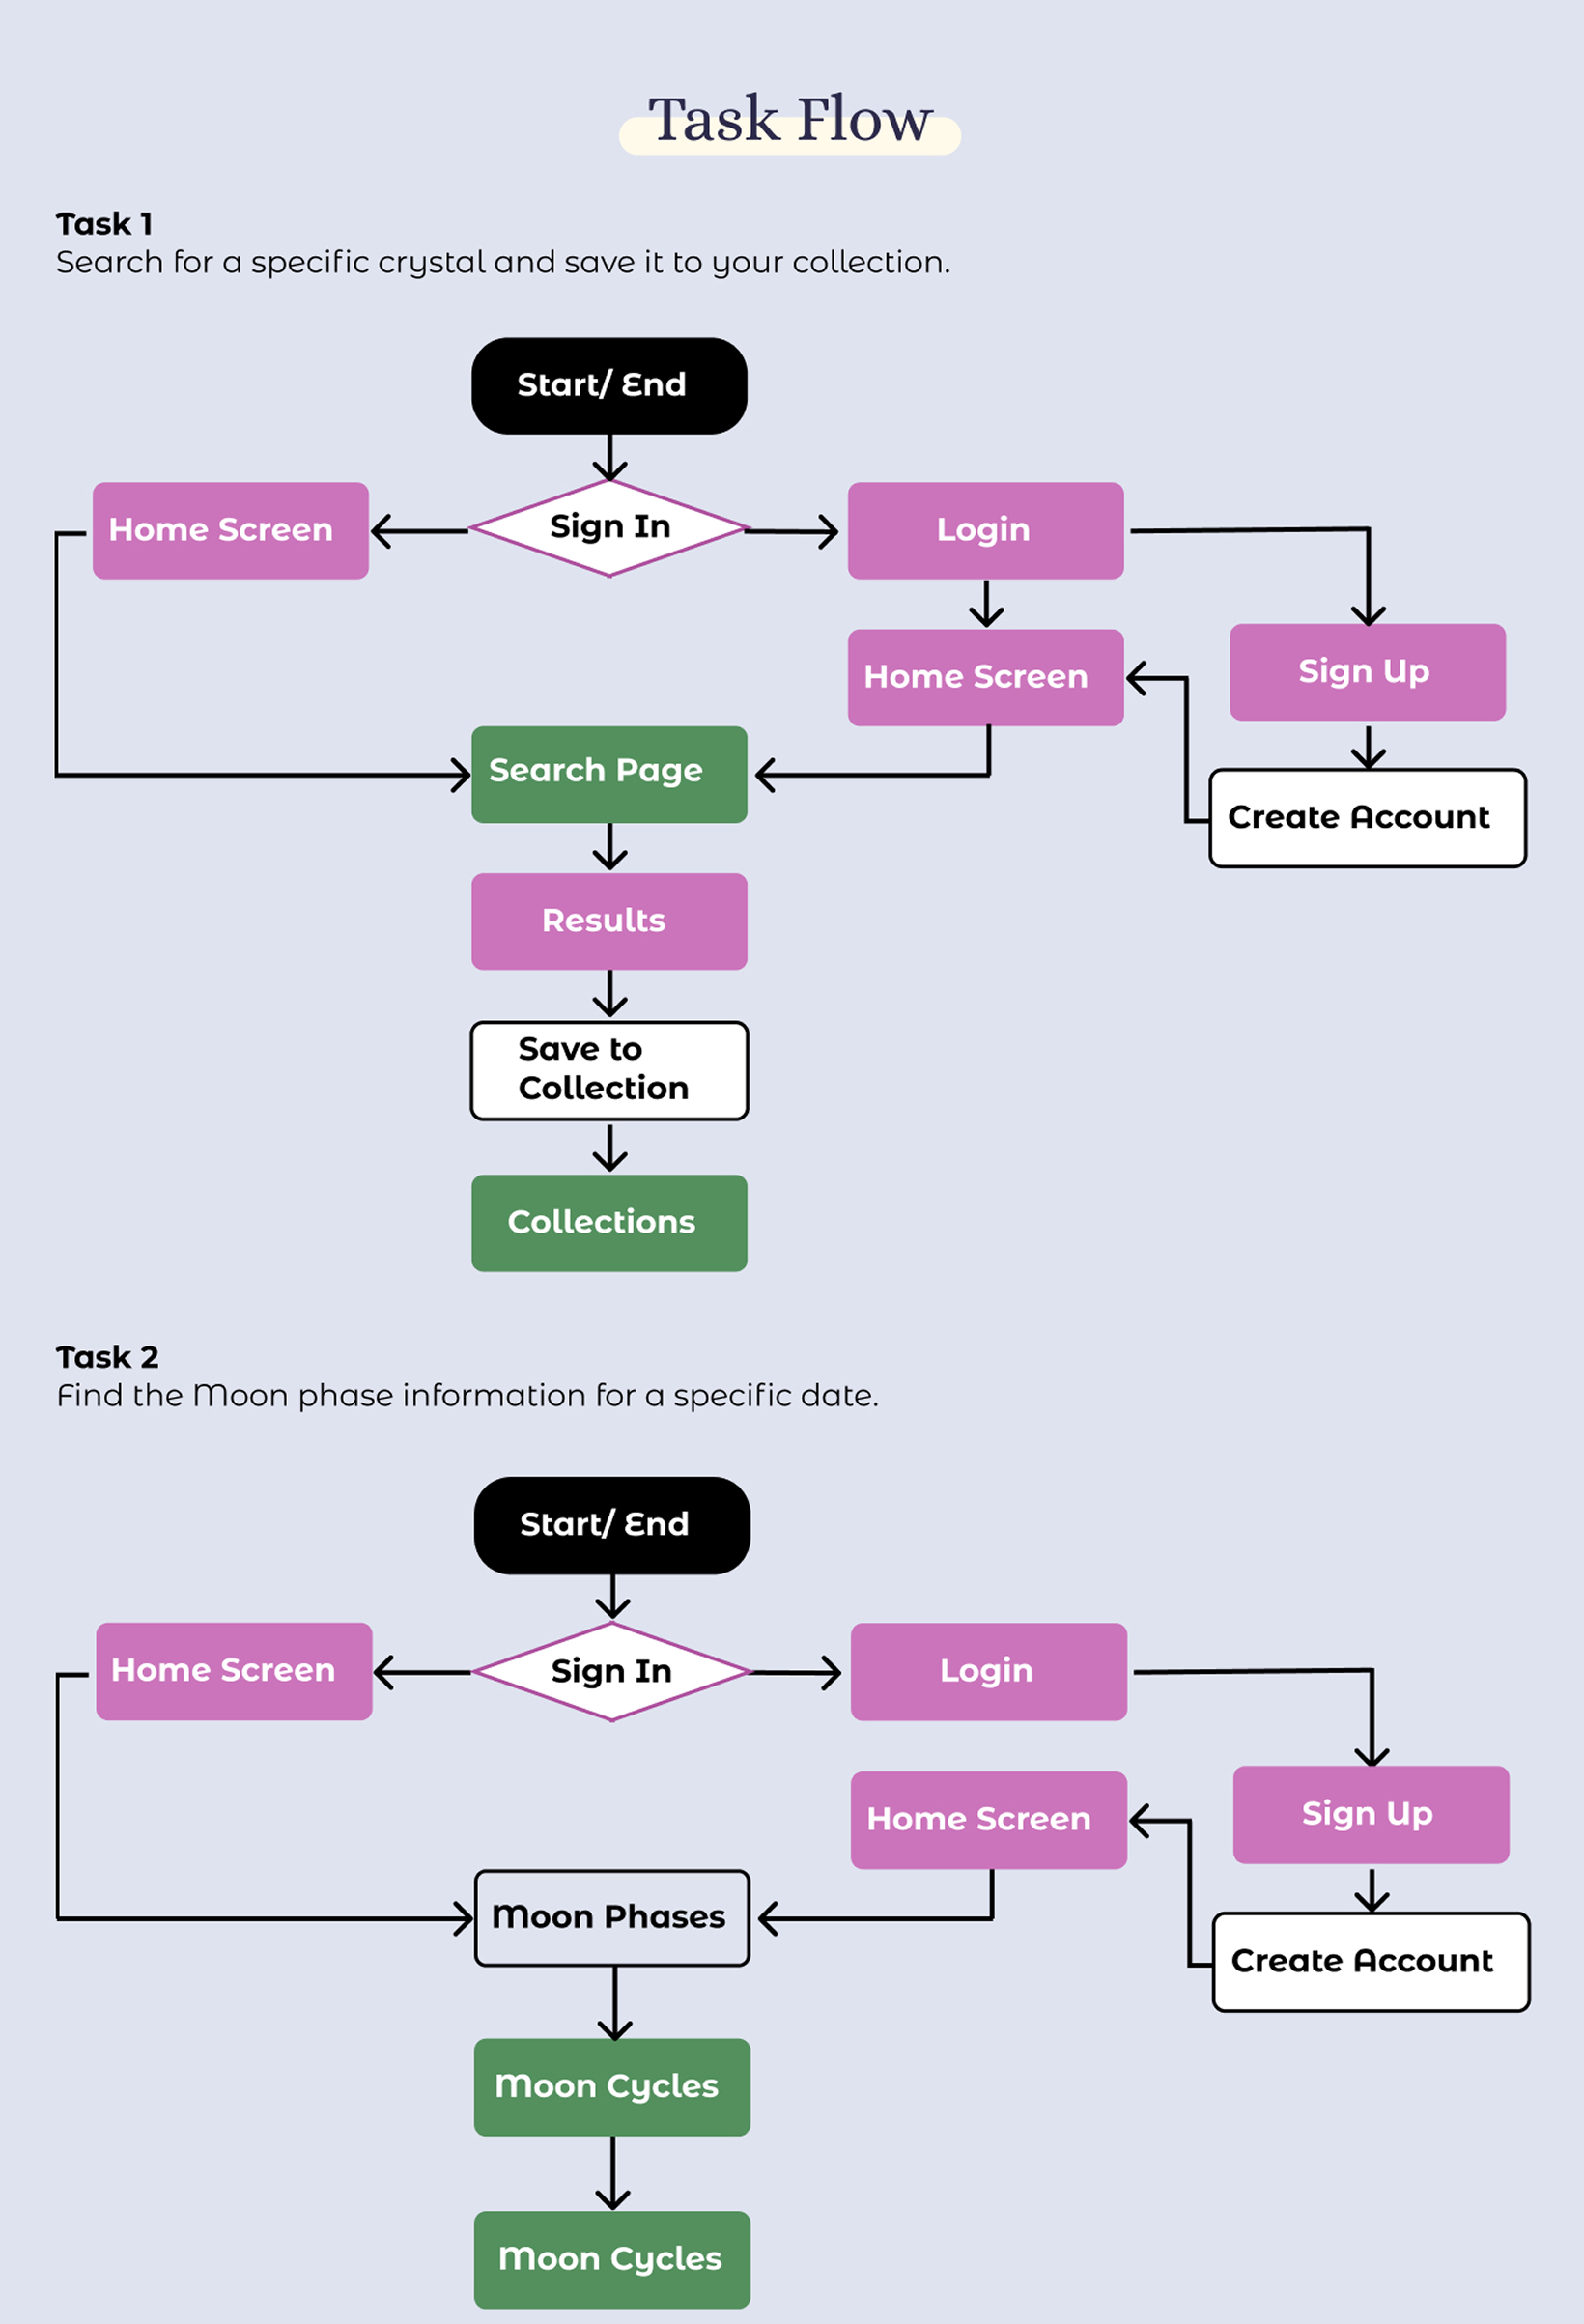 Task Flow
Task 1
Search for a specific crystal and save it to your collection.
Start/ End
Home Screen
Sign In
Login
Home Screen
Sign Up
Search Page
Create Account
Results
Save to
Collection
Collections
Task 2
Find the Moon phase information for a specific date.
Start/ End
Home Screen
Sign In
Login
Home Screen
Sign Up
Moon Phases
Create Account
Moon Cycles
Moon Cycles